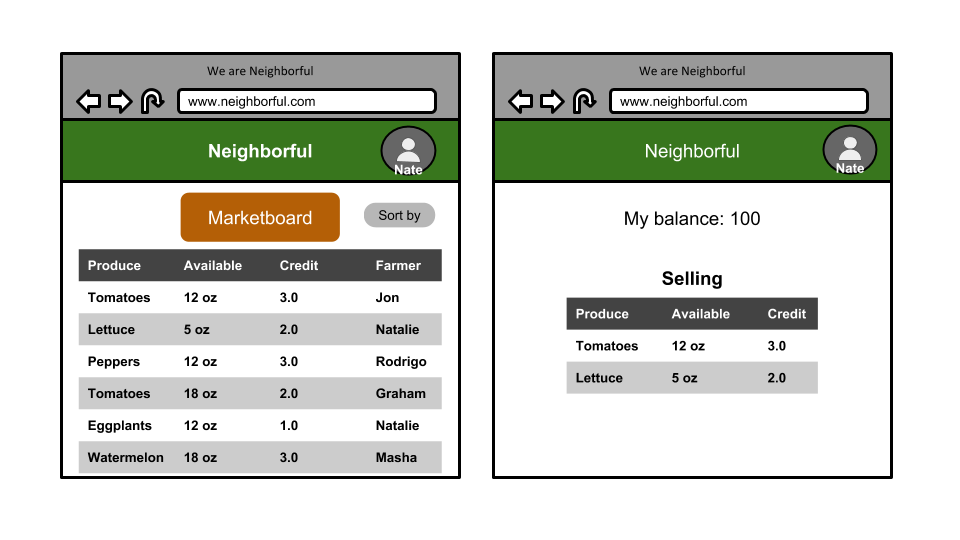 We are Neighborful
www.neighborful.com
Neighborful
Nate
Marketboard
Sort by
Produce Available Credit Farmer
Tomatoes 12 oz 3.0 Jon
Lettuce 5 oz 2.0 Natalie
Peppers 12 oz 3.0 Rodrigo
Tomatoes 18 oz 2.0 Graham
Eggplants 12 oz 1.0 Natalie
Watermelon 18 oz 3.0 Masha
We are Neighborful
www.neighborful.com
Neighborful
Nate
My balance: 100
Selling
Produce Available Credit
Tomatoes 12 oz 3.0
Lettuce 5 oz 2.0